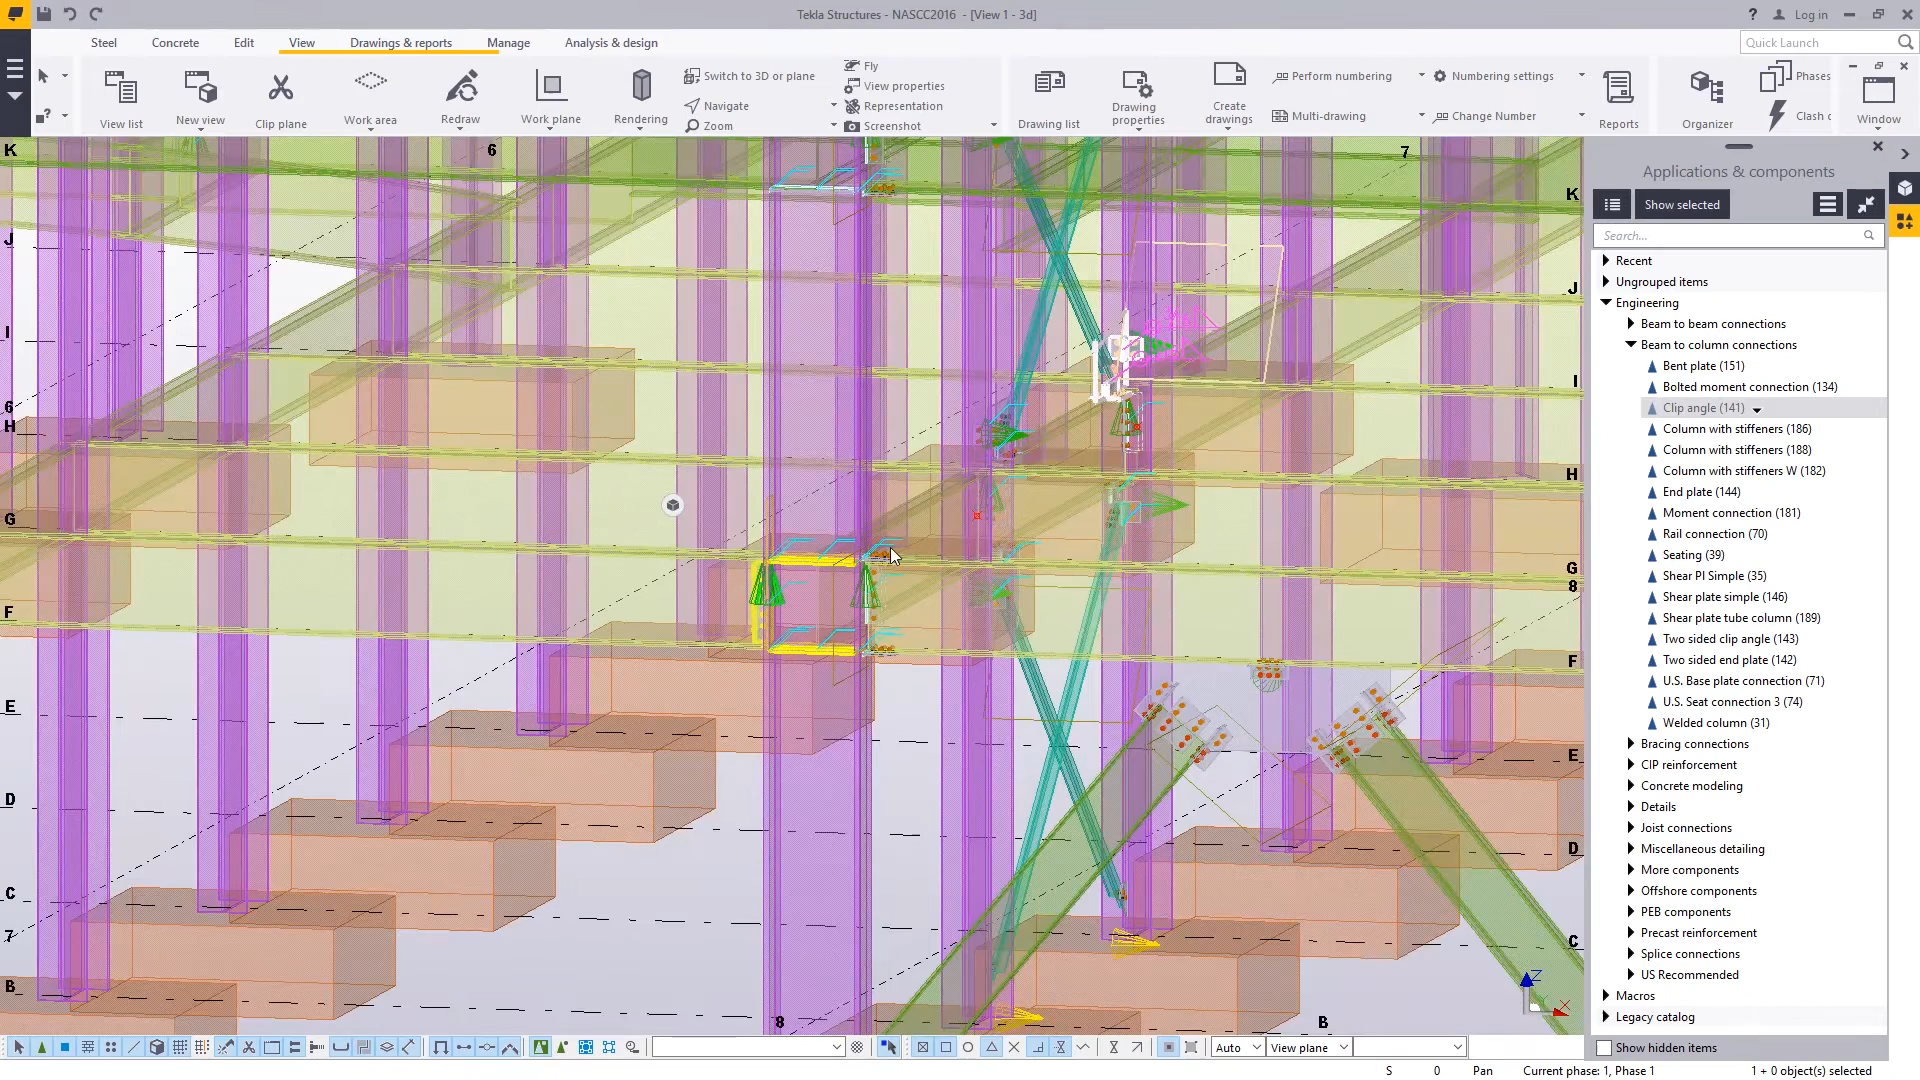 Tekla Structures - NASCC2016 - [View 1 - 3d]
? Log in
Steel Concrete Edit View Drawings & reports Manage Analysis & design
Quick Launch
View list
New view
Clip plane
Work area
Redraw
Work plane
Rendering
Switch to 3D or plane
Navigate
Zoom
Fly
View properties
Representation
Screenshot
Drawing list
Drawing
properties
Create
drawings
Perform numbering
Multi-drawing
Numbering settings
Change Number
Reports
Organizer
Phases
Clash c
Window
K 6 7
K
J
J
I
I
6
H
H
G
G
8
F
F
E
E
D
D
C
7
C
B
8 B
Z
X
Applications & components
Show selected
Search...
Recent
Ungrouped items
Engineering
Beam to beam connections
Beam to column connections
Bent plate (151)
Bolted moment connection (134)
Clip angle (141)
Column with stiffeners (186)
Column with stiffeners (188)
Column with stiffeners W (182)
End plate (144)
Moment connection (181)
Rail connection (70)
Seating (39)
Shear Pl Simple (35)
Shear plate simple (146)
Shear plate tube column (189)
Two sided clip angle (143)
Two sided end plate (142)
U.S. Base plate connection (71)
U.S. Seat connection 3 (74)
Welded column (31)
Bracing connections
CIP reinforcement
Concrete modeling
Details
Joist connections
Miscellaneous detailing
More components
Offshore components
PEB components
Precast reinforcement
Splice connections
US Recommended
Macros
Legacy catalog
Show hidden items
Auto View plane
S 0 Pan Current phase: 1, Phase 1 1 + 0 object(s) selected